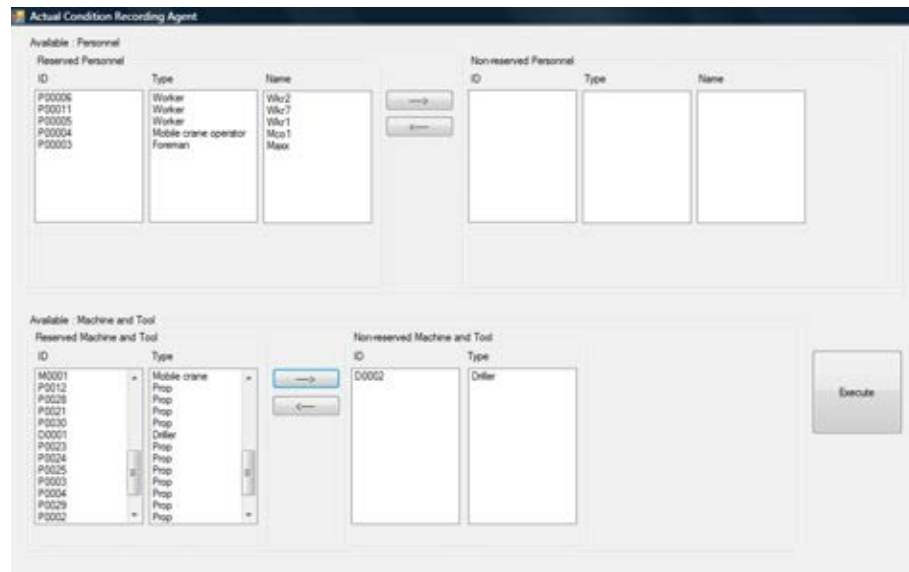 Actual Condition Recording Agent
Available : Personnel
Reserved Personnel
Non-reserved Personnel
ID Type Name
ID Type Name
P00006 Worker Wkr2
P00011 Worker Wkr7
P00005 Worker Wkr1
P00004 Mobile crane operator Mco1
P00003 Foreman Maxx
--->
<---
Available : Machine and Tool
Reserved Machine and Tool
Non-reserved Machine and Tool
ID Type
ID Type
M0001 Mobile crane
P0012 Prop
P0028 Prop
P0021 Prop
P0030 Prop
D0001 Driller
P0023 Prop
P0024 Prop
P0025 Prop
P0003 Prop
P0004 Prop
P0029 Prop
P0002 Prop
--->
<---
D0002 Driller
Execute